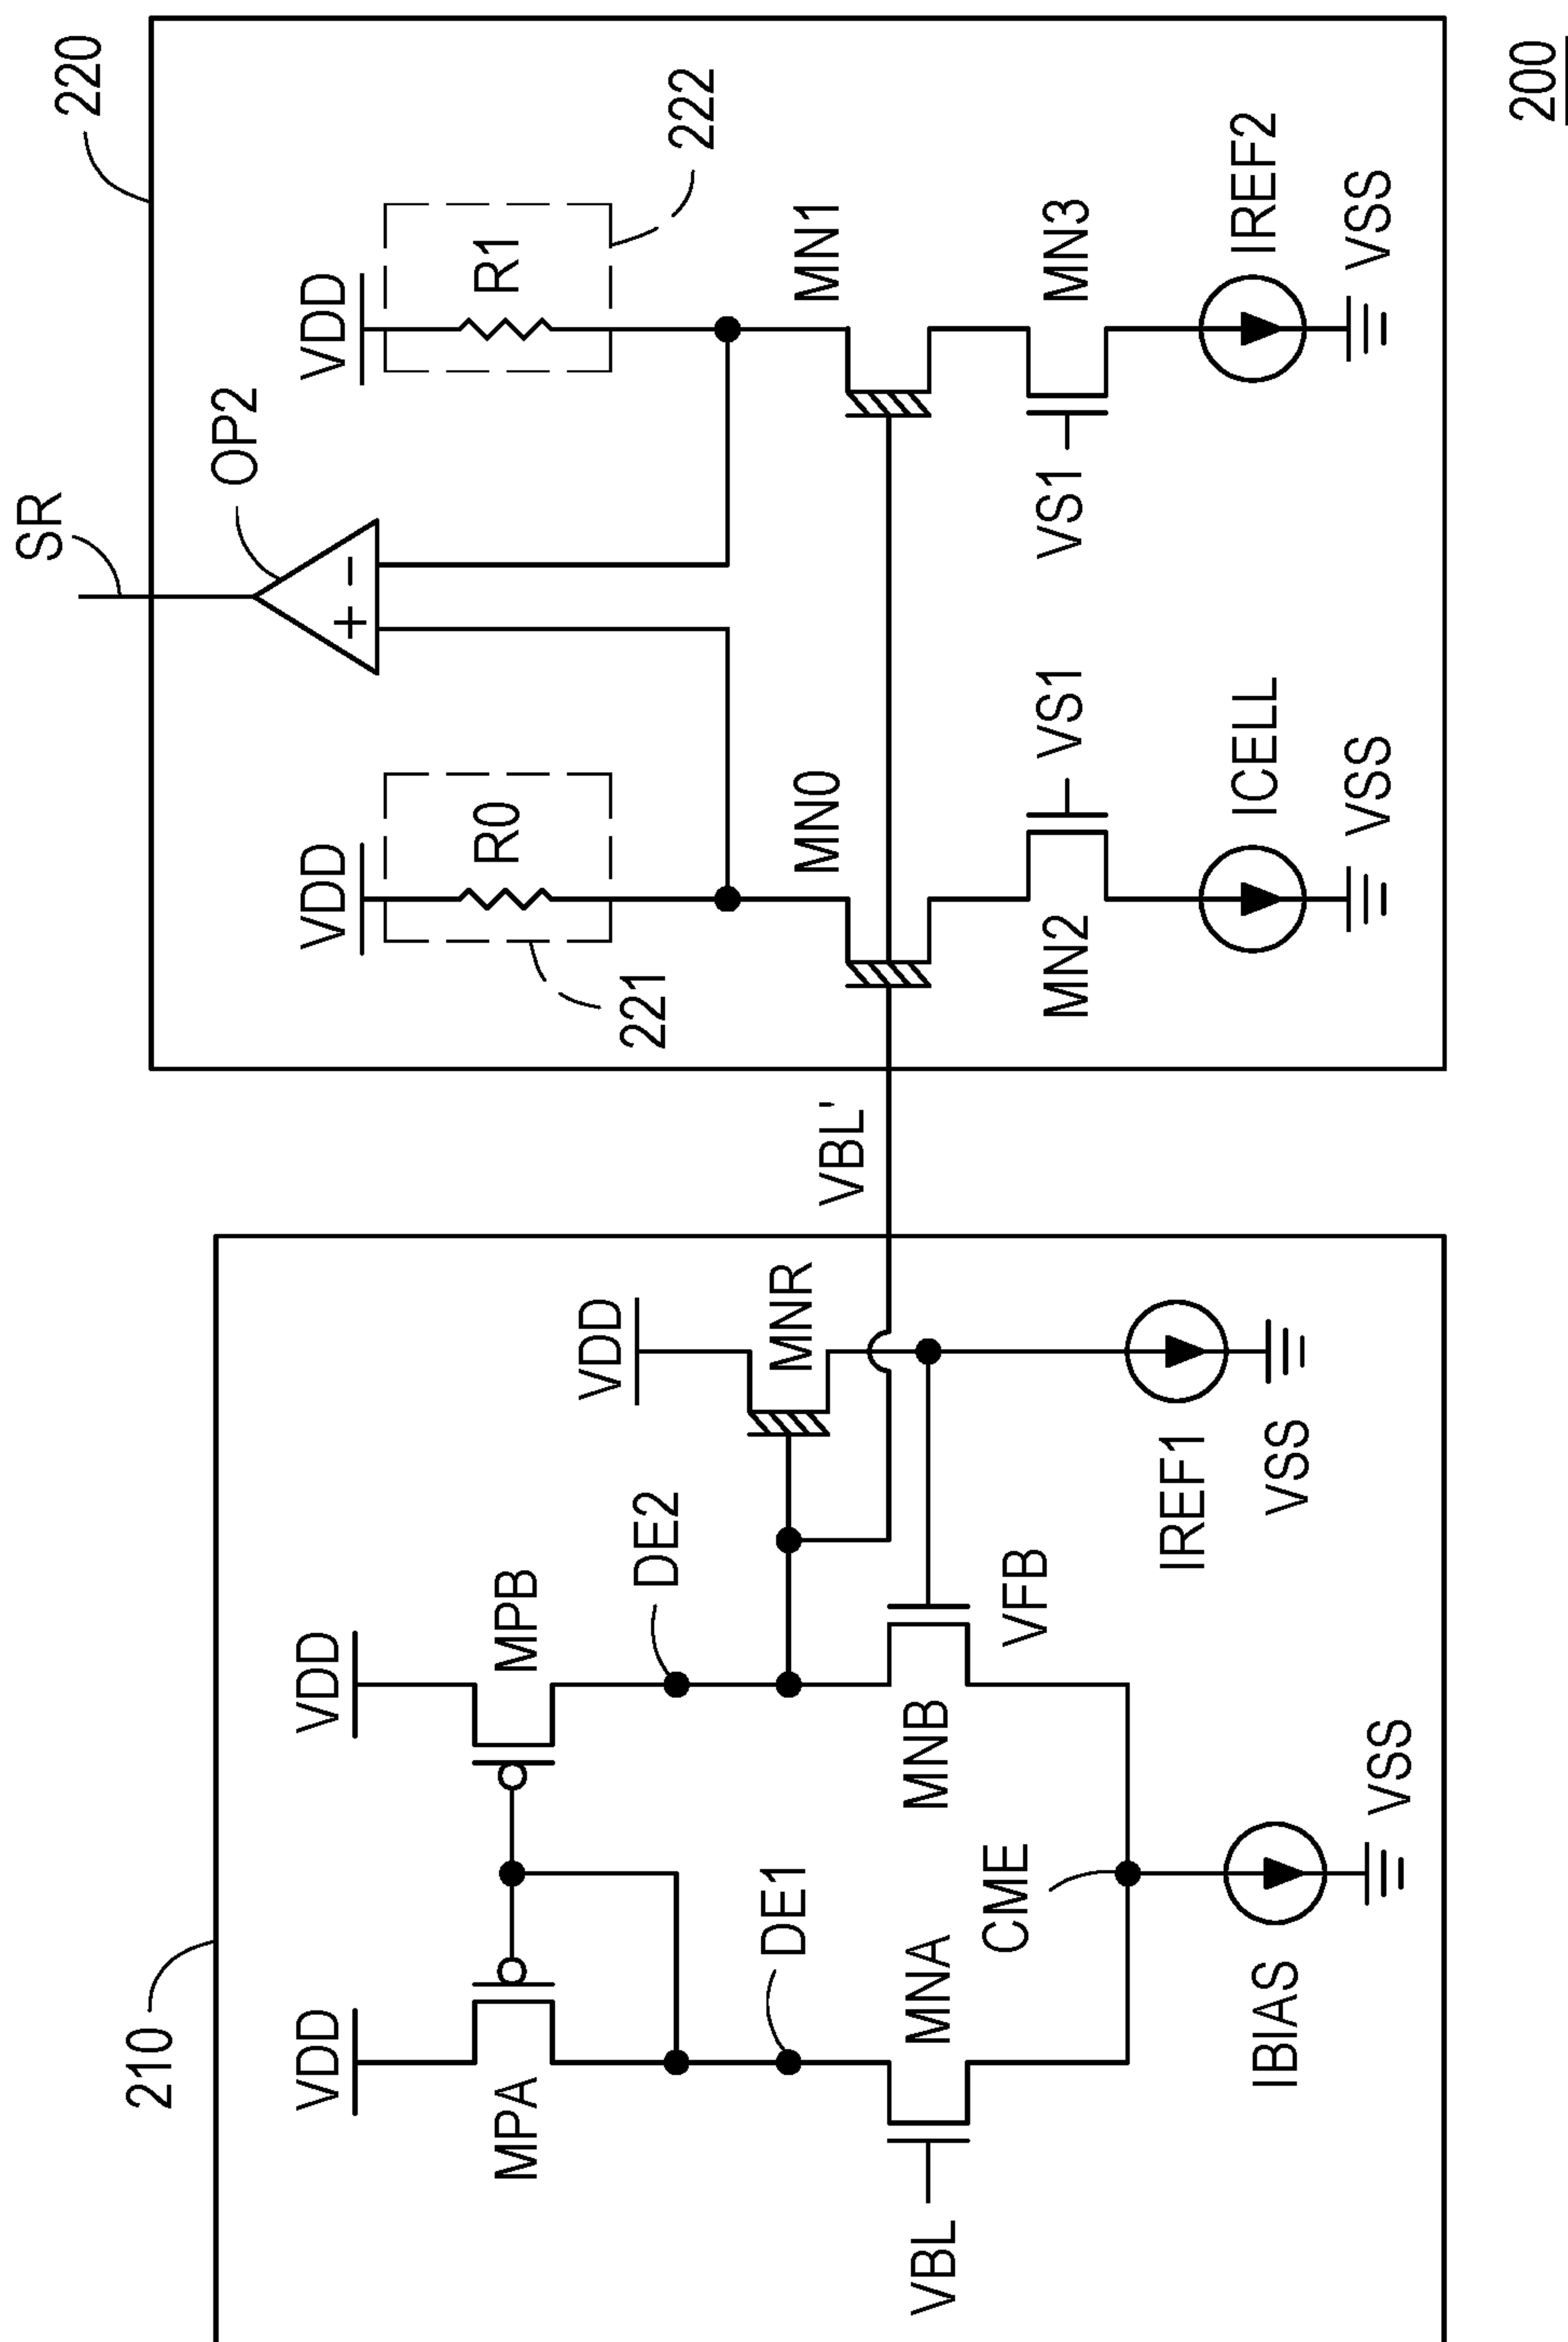 210
VDD
VDD
MPA
MPB
DE1
DE2
VDD
MNR
VBL
MNA
MNB
VFB
CME
IREF1
VSS
IBIAS
VSS
VBL'
SR
220
OP2
VDD
VDD
R0
R1
221
222
+
−
MN0
MN1
VS1
VS1
MN2
MN3
ICELL
IREF2
VSS
VSS
200